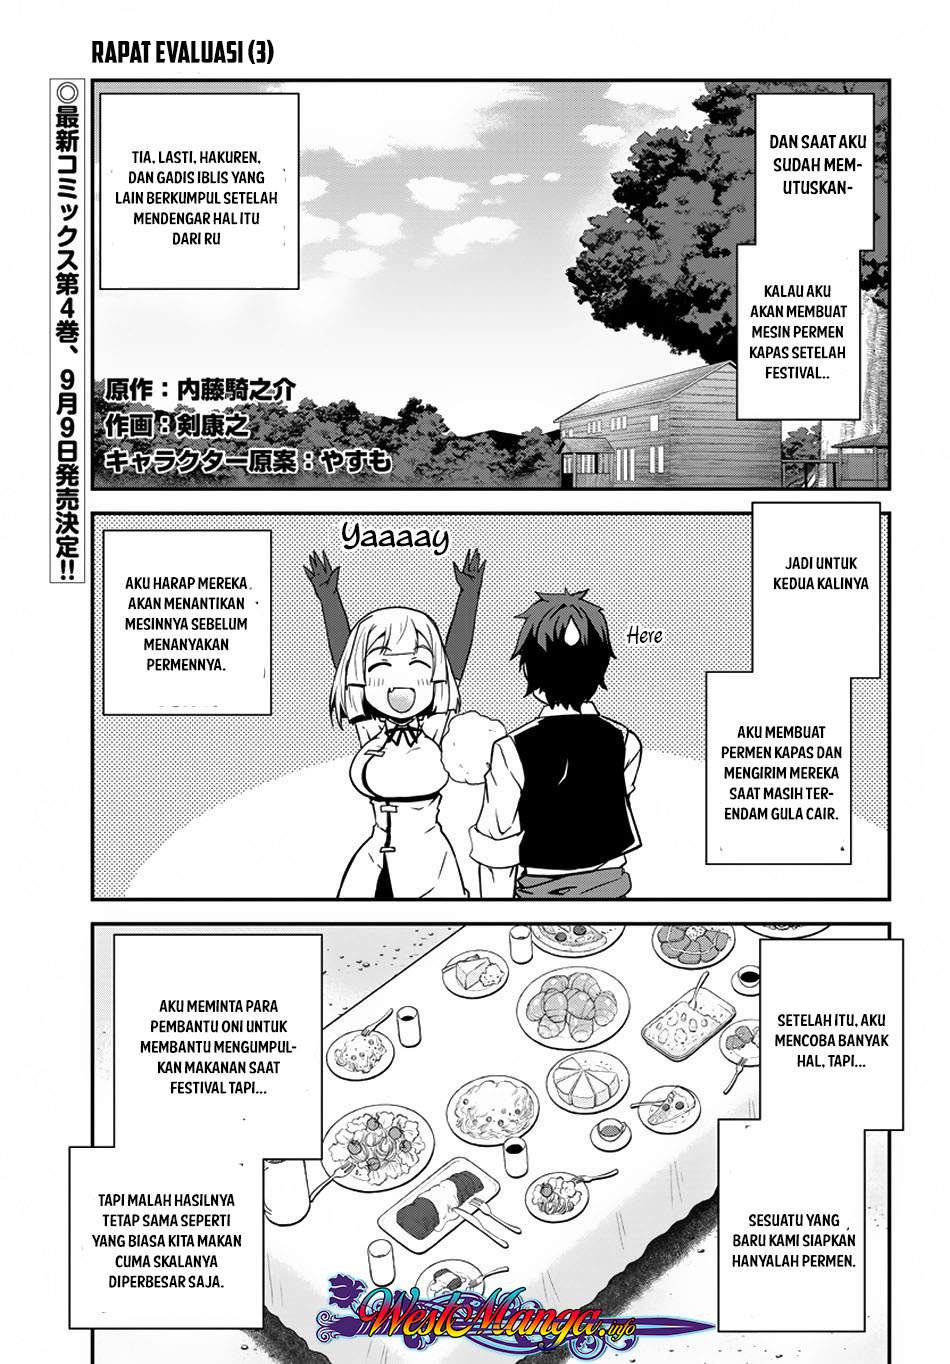 RAPAT EVALUASI (3)
◎最新コミックス第4巻、9月9日発売決定!!
DAN SAAT AKU
SUDAH MEM-
UTUSKAN-
KALAU AKU
AKAN MEMBUAT
MESIN PERMEN
KAPAS SETELAH
FESTIVAL..
TIA, LASTI, HAKUREN,
DAN GADIS IBLIS YANG
LAIN BERKUMPUL SETELAH
MENDENGAR HAL ITU
DARI RU
原作：内藤騎之介
作画：剣康之
キャラクター原案：やすも
JADI UNTUK
KEDUA KALINYA
AKU MEMBUAT
PERMEN KAPAS DAN
MENGIRIM MEREKA
SAAT MASIH TER-
ENDAM GULA CAIR.
Yaaaay
Here
AKU HARAP MEREKA
AKAN MENANTIKAN
MESINNYA SEBELUM
MENANYAKAN
PERMENNYA.
SETELAH ITU, AKU
MENCOBA BANYAK
HAL, TAPI...
SESUATU YANG
BARU KAMI SIAPKAN
HANYALAH PERMEN.
AKU MEMINTA PARA
PEMBANTU ONI UNTUK
MEMBANTU MENGUMPUL-
KAN MAKANAN SAAT
FESTIVAL TAPI...
TAPI MALAH HASILNYA
TETAP SAMA SEPERTI
YANG BIASA KITA MAKAN
CUMA SKALANYA
DIPERBESAR SAJA.
WestManga.info